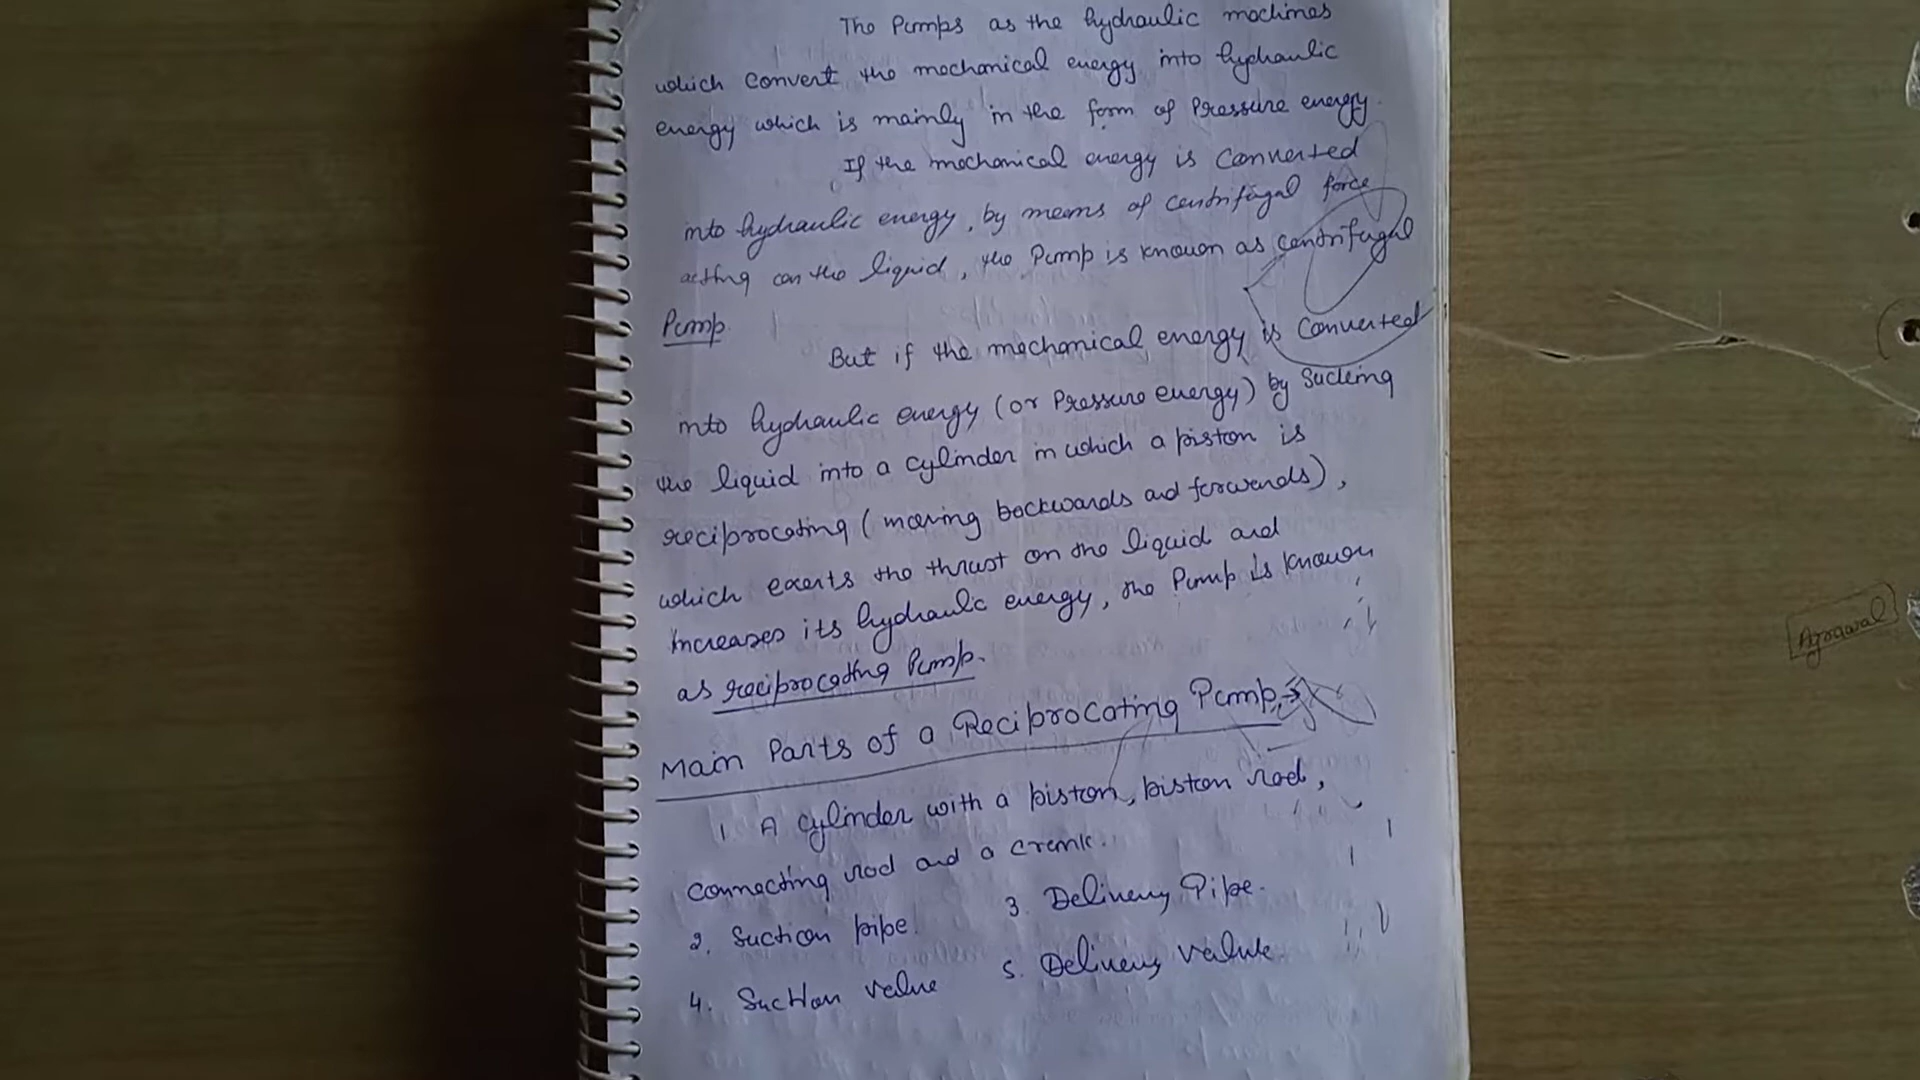 The Pumps as the hydraulic machines
which convert the mechanical energy into hydraulic
energy which is mainly in the form of Pressure energy.
If the mechanical energy is Converted
into hydraulic energy, by means of centrifugal force
acting on the liquid, the Pump is known as centrifugal
Pump.
But if the mechanical energy is Converted
into hydraulic energy (or Pressure energy) by Sucking
the liquid into a cylinder in which a piston is
reciprocating (moving backwards and forwards),
which exerts the thrust on the liquid and
increases its hydraulic energy, the Pump is known
as reciprocating Pump.
Main Parts of a Reciprocating Pump:
1. A cylinder with a piston, piston rod,
Connecting rod and a crank.
2. Suction pipe. 3. Delivery Pipe.
4. Suction valve 5. Delivery valve.
Agrawal